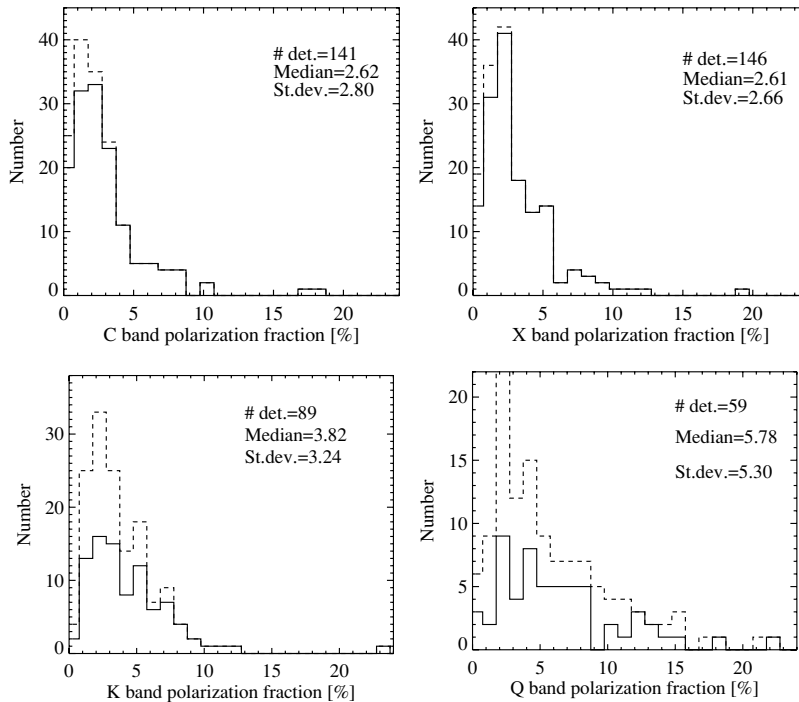 40
30
20
10
0
Number
# det.=141
Median=2.62
St.dev.=2.80
0 5 10 15 20
C band polarization fraction [%]
40
30
20
10
0
Number
# det.=146
Median=2.61
St.dev.=2.66
0 5 10 15 20
X band polarization fraction [%]
30
20
10
0
Number
# det.=89
Median=3.82
St.dev.=3.24
0 5 10 15 20
K band polarization fraction [%]
20
15
10
5
0
Number
# det.=59
Median=5.78
St.dev.=5.30
0 5 10 15 20
Q band polarization fraction [%]